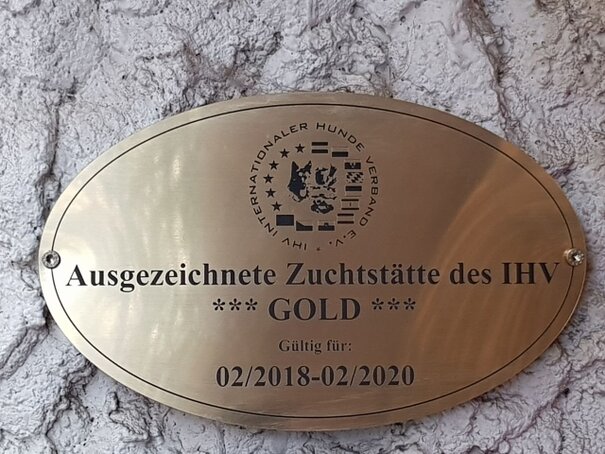 IHV INTERNATIONALER HUNDE VERBAND E.V. *
Ausgezeichnete Zuchtstätte des IHV
*** GOLD ***
Gültig für:
02/2018-02/2020